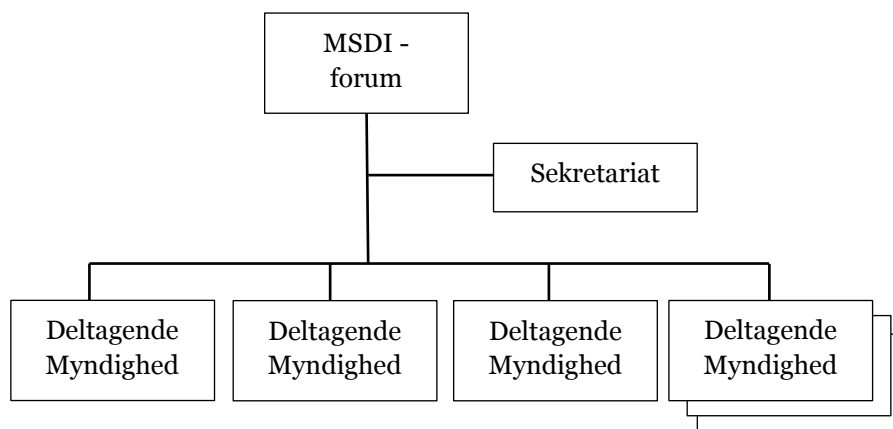 MSDI -
forum
Sekretariat
Deltagende
Myndighed
Deltagende
Myndighed
Deltagende
Myndighed
Deltagende
Myndighed